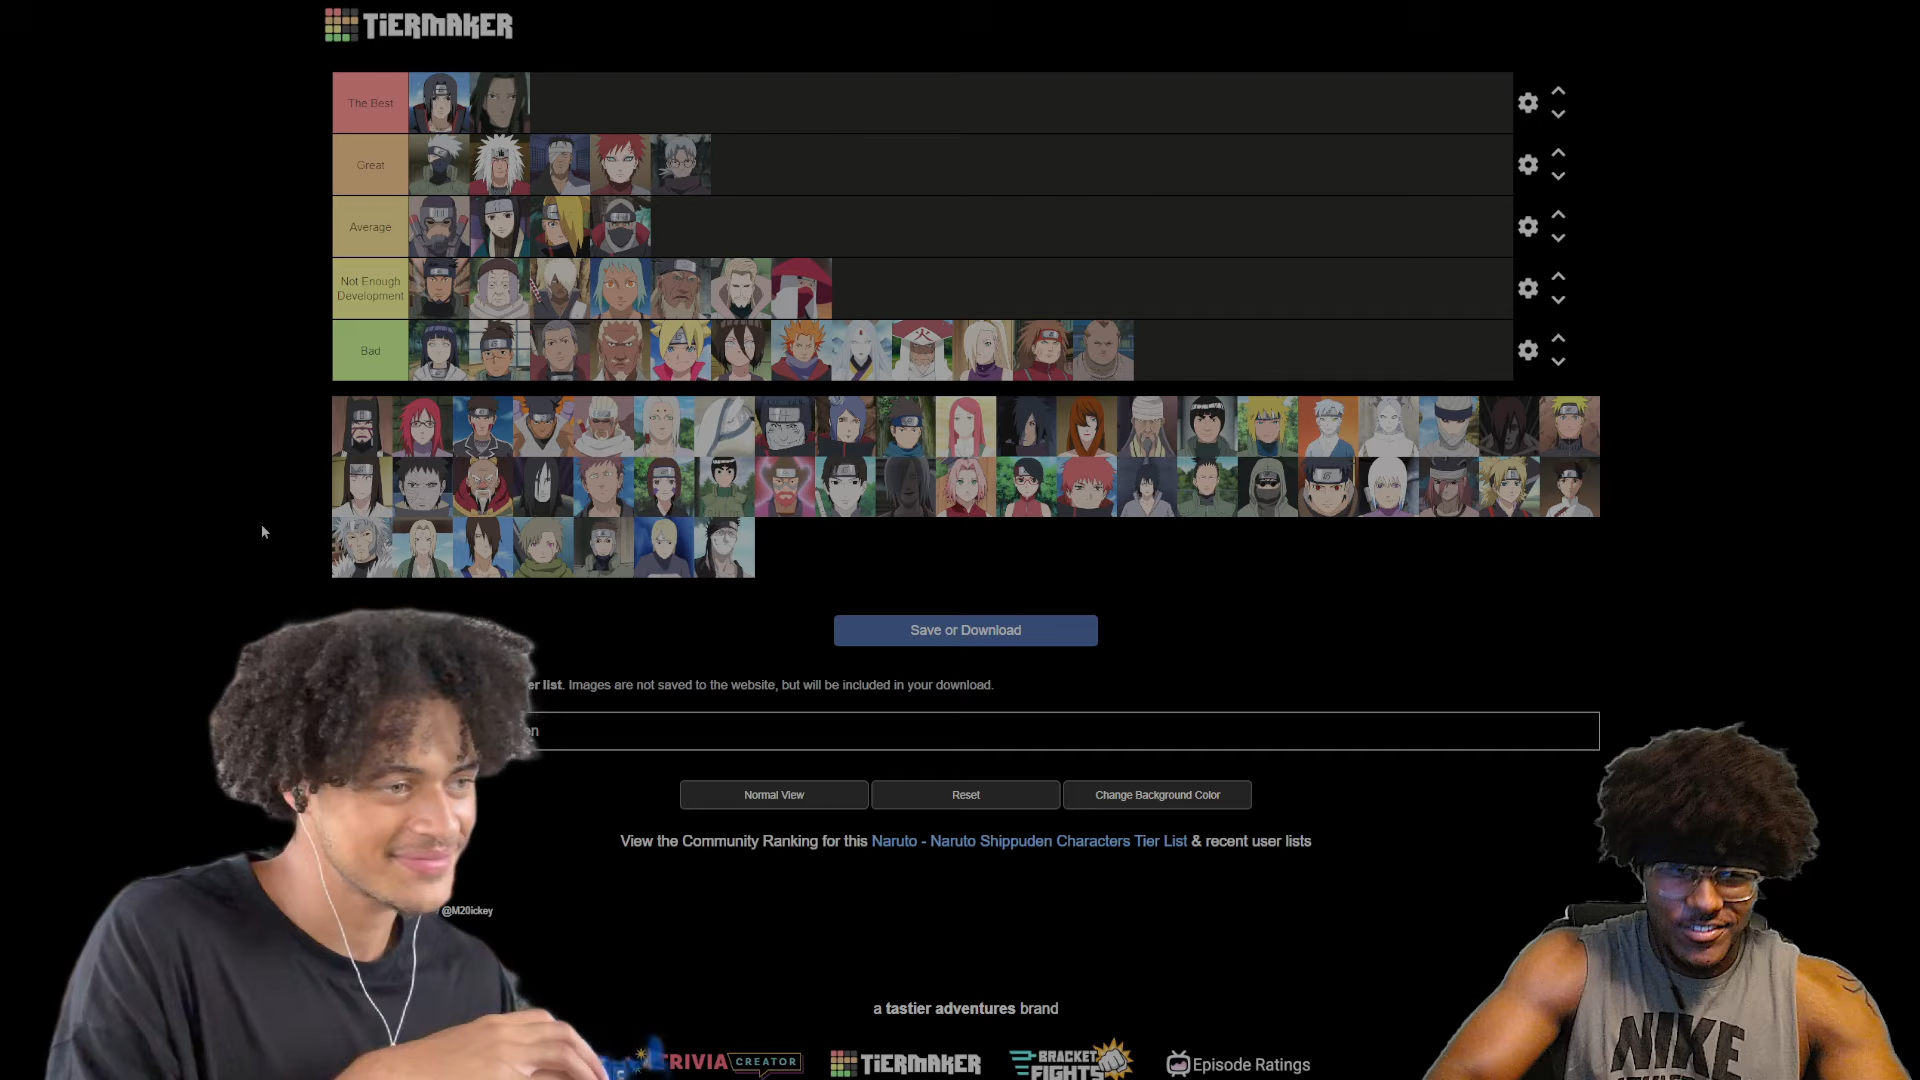 TiERMAKER
The Best
Great
Average
Not Enough
Development
Bad
Save or Download
er list. Images are not saved to the website, but will be included in your download.
Normal View
Reset
Change Background Color
View the Community Ranking for this Naruto - Naruto Shippuden Characters Tier List & recent user lists
@M20ickey
a tastier adventures brand
NIKE
TRIVIA CREATOR
TiERMAKER
BRACKET
FIGHTS
Episode Ratings